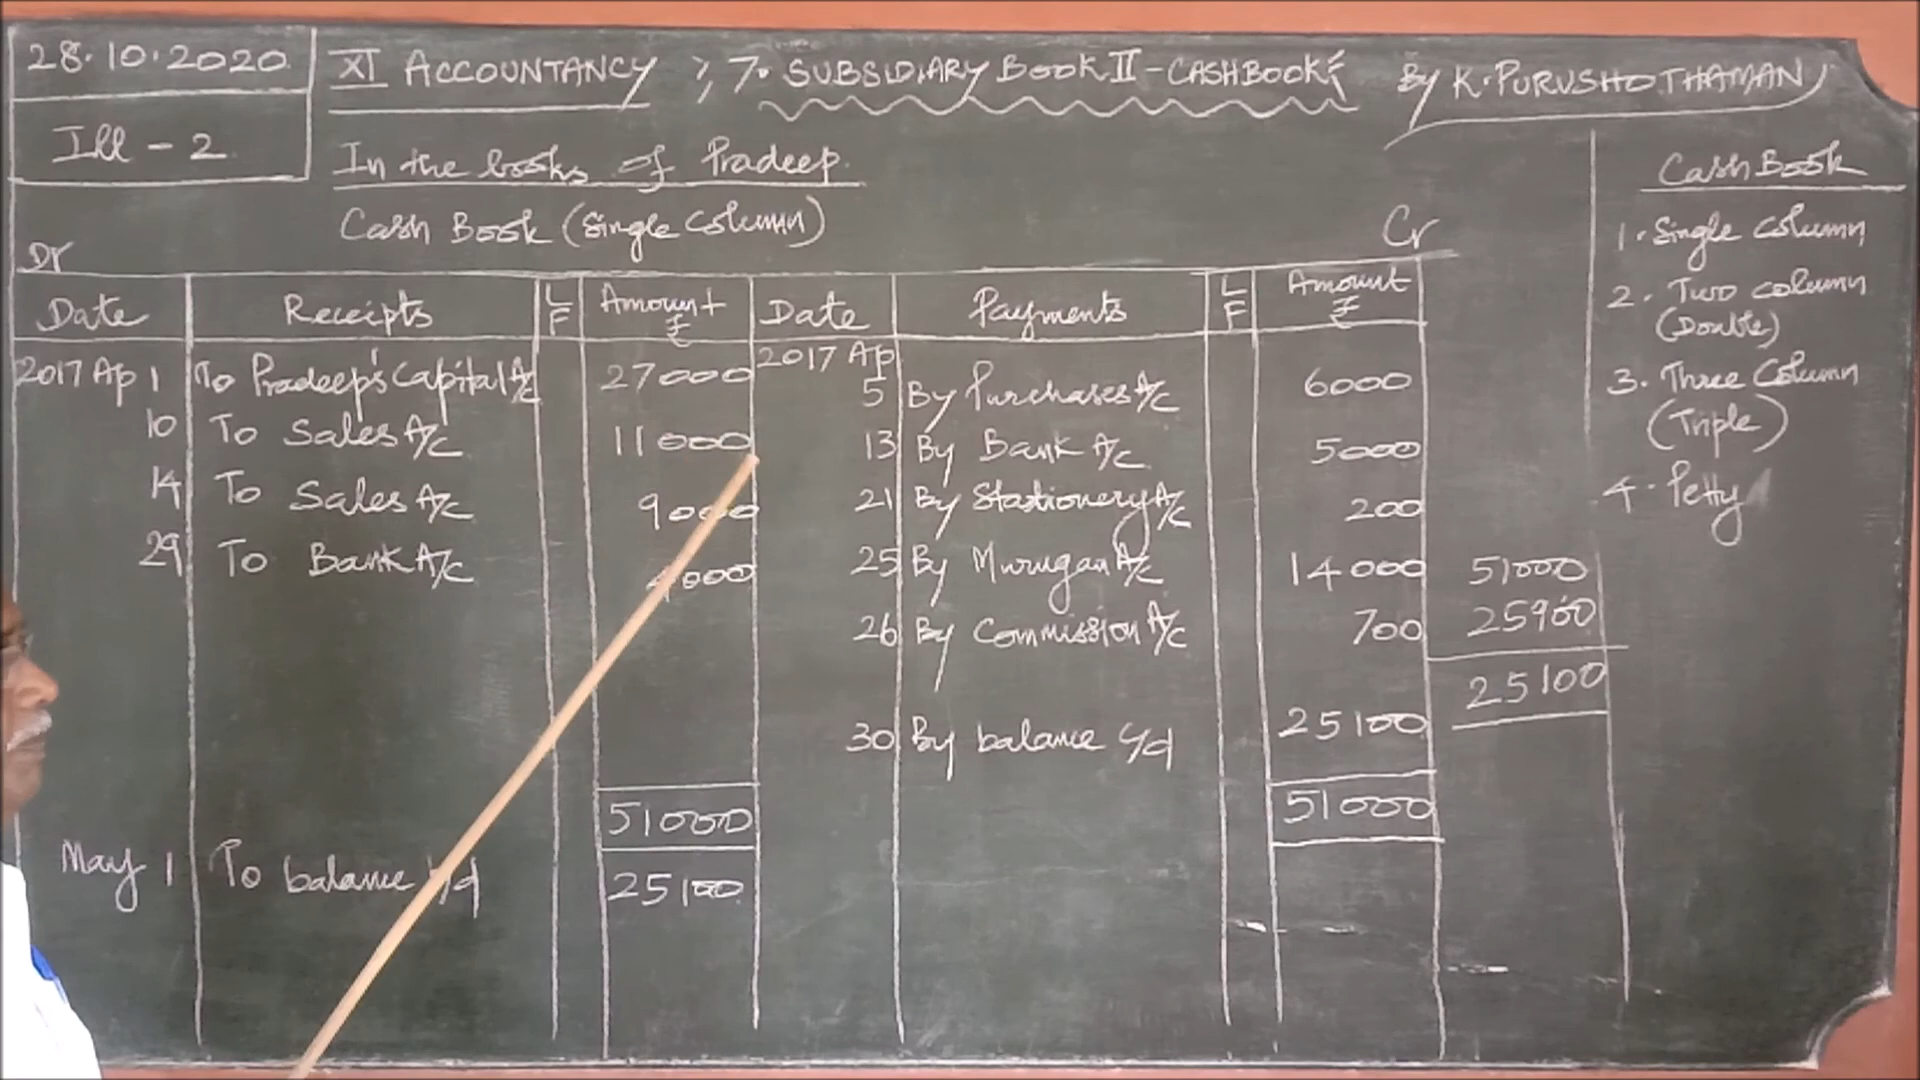 28.10.2020
XI ACCOUNTANCY ; 7. SUBSIDIARY BOOK II - CASH BOOK BY K. PURUSHOTHAMAN
Ill - 2
In the books of Pradeep.
Cash Book (Single Column)
Dr Cr
Date Receipts L F Amount ₹ Date Payments L F Amount ₹
2017 Ap 1 To Pradeep's Capital A/c 27000 2017 Ap 5 By Purchases A/c 6000
10 To Sales A/c 11000 13 By Bank A/c 5000
14 To Sales A/c 9000 21 By Stationery A/c 200
29 To Bank A/c 4000 25 By Murugan A/c 14000
26 By Commission A/c 700
30 By balance c/d 25100
51000 51000
May 1 To balance b/d 25100
51000
25900
25100
Cash Book
1. Single Column
2. Two column
(Double)
3. Three Column
(Triple)
4. Petty